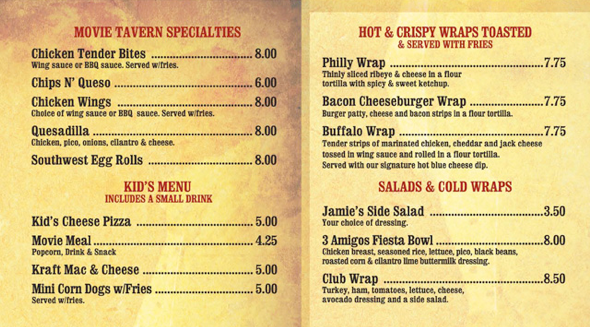 MOVIE TAVERN SPECIALTIES
Chicken Tender Bites ........................ 8.00
Wing sauce or BBQ sauce. Served w/fries.
Chips N’ Queso ................................ 6.00
Chicken Wings ................................ 8.00
Choice of wing sauce or BBQ sauce. Served w/fries.
Quesadilla ....................................... 8.00
Chicken, pico, onions, cilantro & cheese.
Southwest Egg Rolls ......................... 8.00
KID’S MENU
INCLUDES A SMALL DRINK
Kid’s Cheese Pizza ........................... 5.00
Movie Meal ...................................... 4.25
Popcorn, Drink & Snack
Kraft Mac & Cheese .......................... 5.00
Mini Corn Dogs w/Fries ..................... 5.00
Served w/fries.
HOT & CRISPY WRAPS TOASTED
& SERVED WITH FRIES
Philly Wrap ...................................... 7.75
Thinly sliced ribeye & cheese in a flour
tortilla with spicy & sweet ketchup.
Bacon Cheeseburger Wrap ................. 7.75
Burger patty, cheese and bacon strips in a flour tortilla.
Buffalo Wrap .................................... 7.75
Tender strips of marinated chicken, cheddar and jack cheese
tossed in wing sauce and rolled in a flour tortilla.
Served with our signature hot blue cheese dip.
SALADS & COLD WRAPS
Jamie’s Side Salad ........................... 3.50
Your choice of dressing.
3 Amigos Fiesta Bowl ......................... 8.00
Chicken breast, seasoned rice, lettuce, pico, black beans,
roasted corn & cilantro lime buttermilk dressing.
Club Wrap ........................................ 8.50
Turkey, ham, tomatoes, lettuce, cheese,
avocado dressing and a side salad.